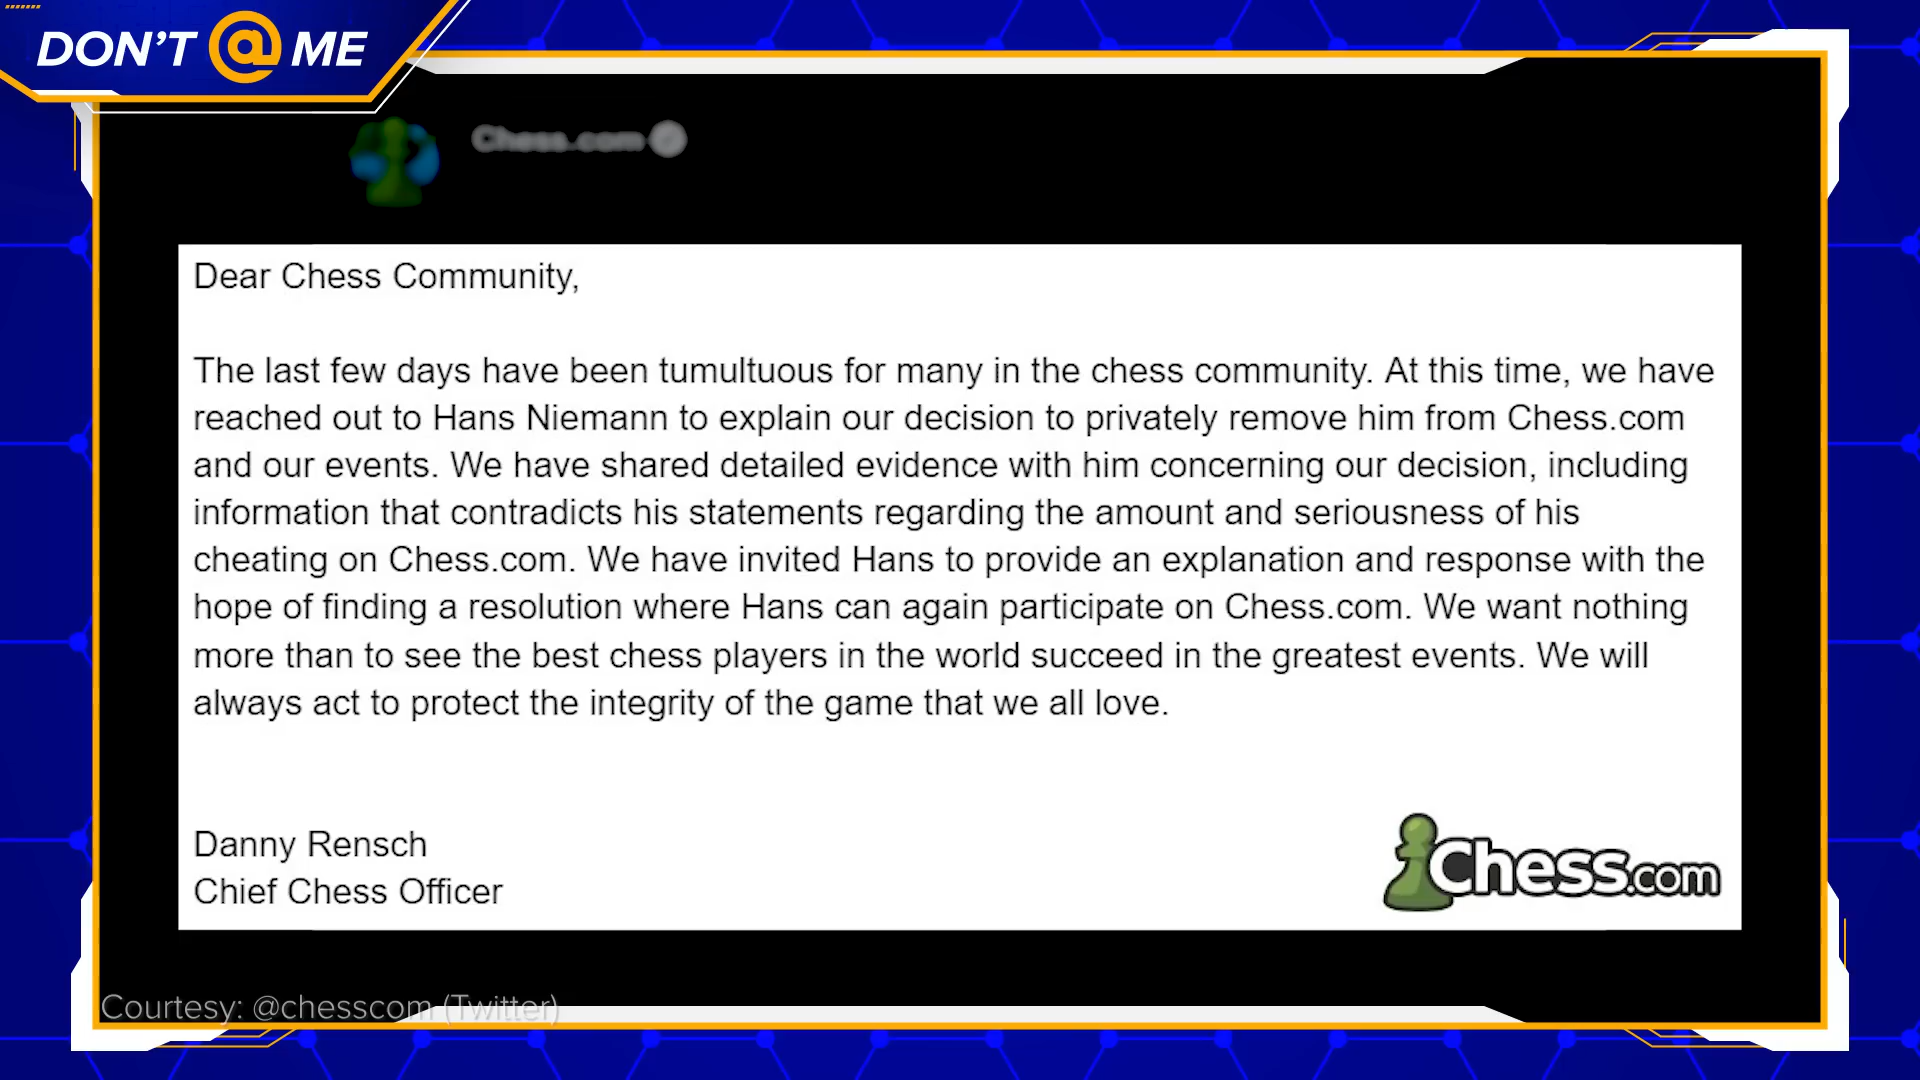 DON'T @ ME
Chess.com
Dear Chess Community,
The last few days have been tumultuous for many in the chess community. At this time, we have
reached out to Hans Niemann to explain our decision to privately remove him from Chess.com
and our events. We have shared detailed evidence with him concerning our decision, including
information that contradicts his statements regarding the amount and seriousness of his
cheating on Chess.com. We have invited Hans to provide an explanation and response with the
hope of finding a resolution where Hans can again participate on Chess.com. We want nothing
more than to see the best chess players in the world succeed in the greatest events. We will
always act to protect the integrity of the game that we all love.
Danny Rensch
Chief Chess Officer
Chess.com
Courtesy: @chesscom (Twitter)